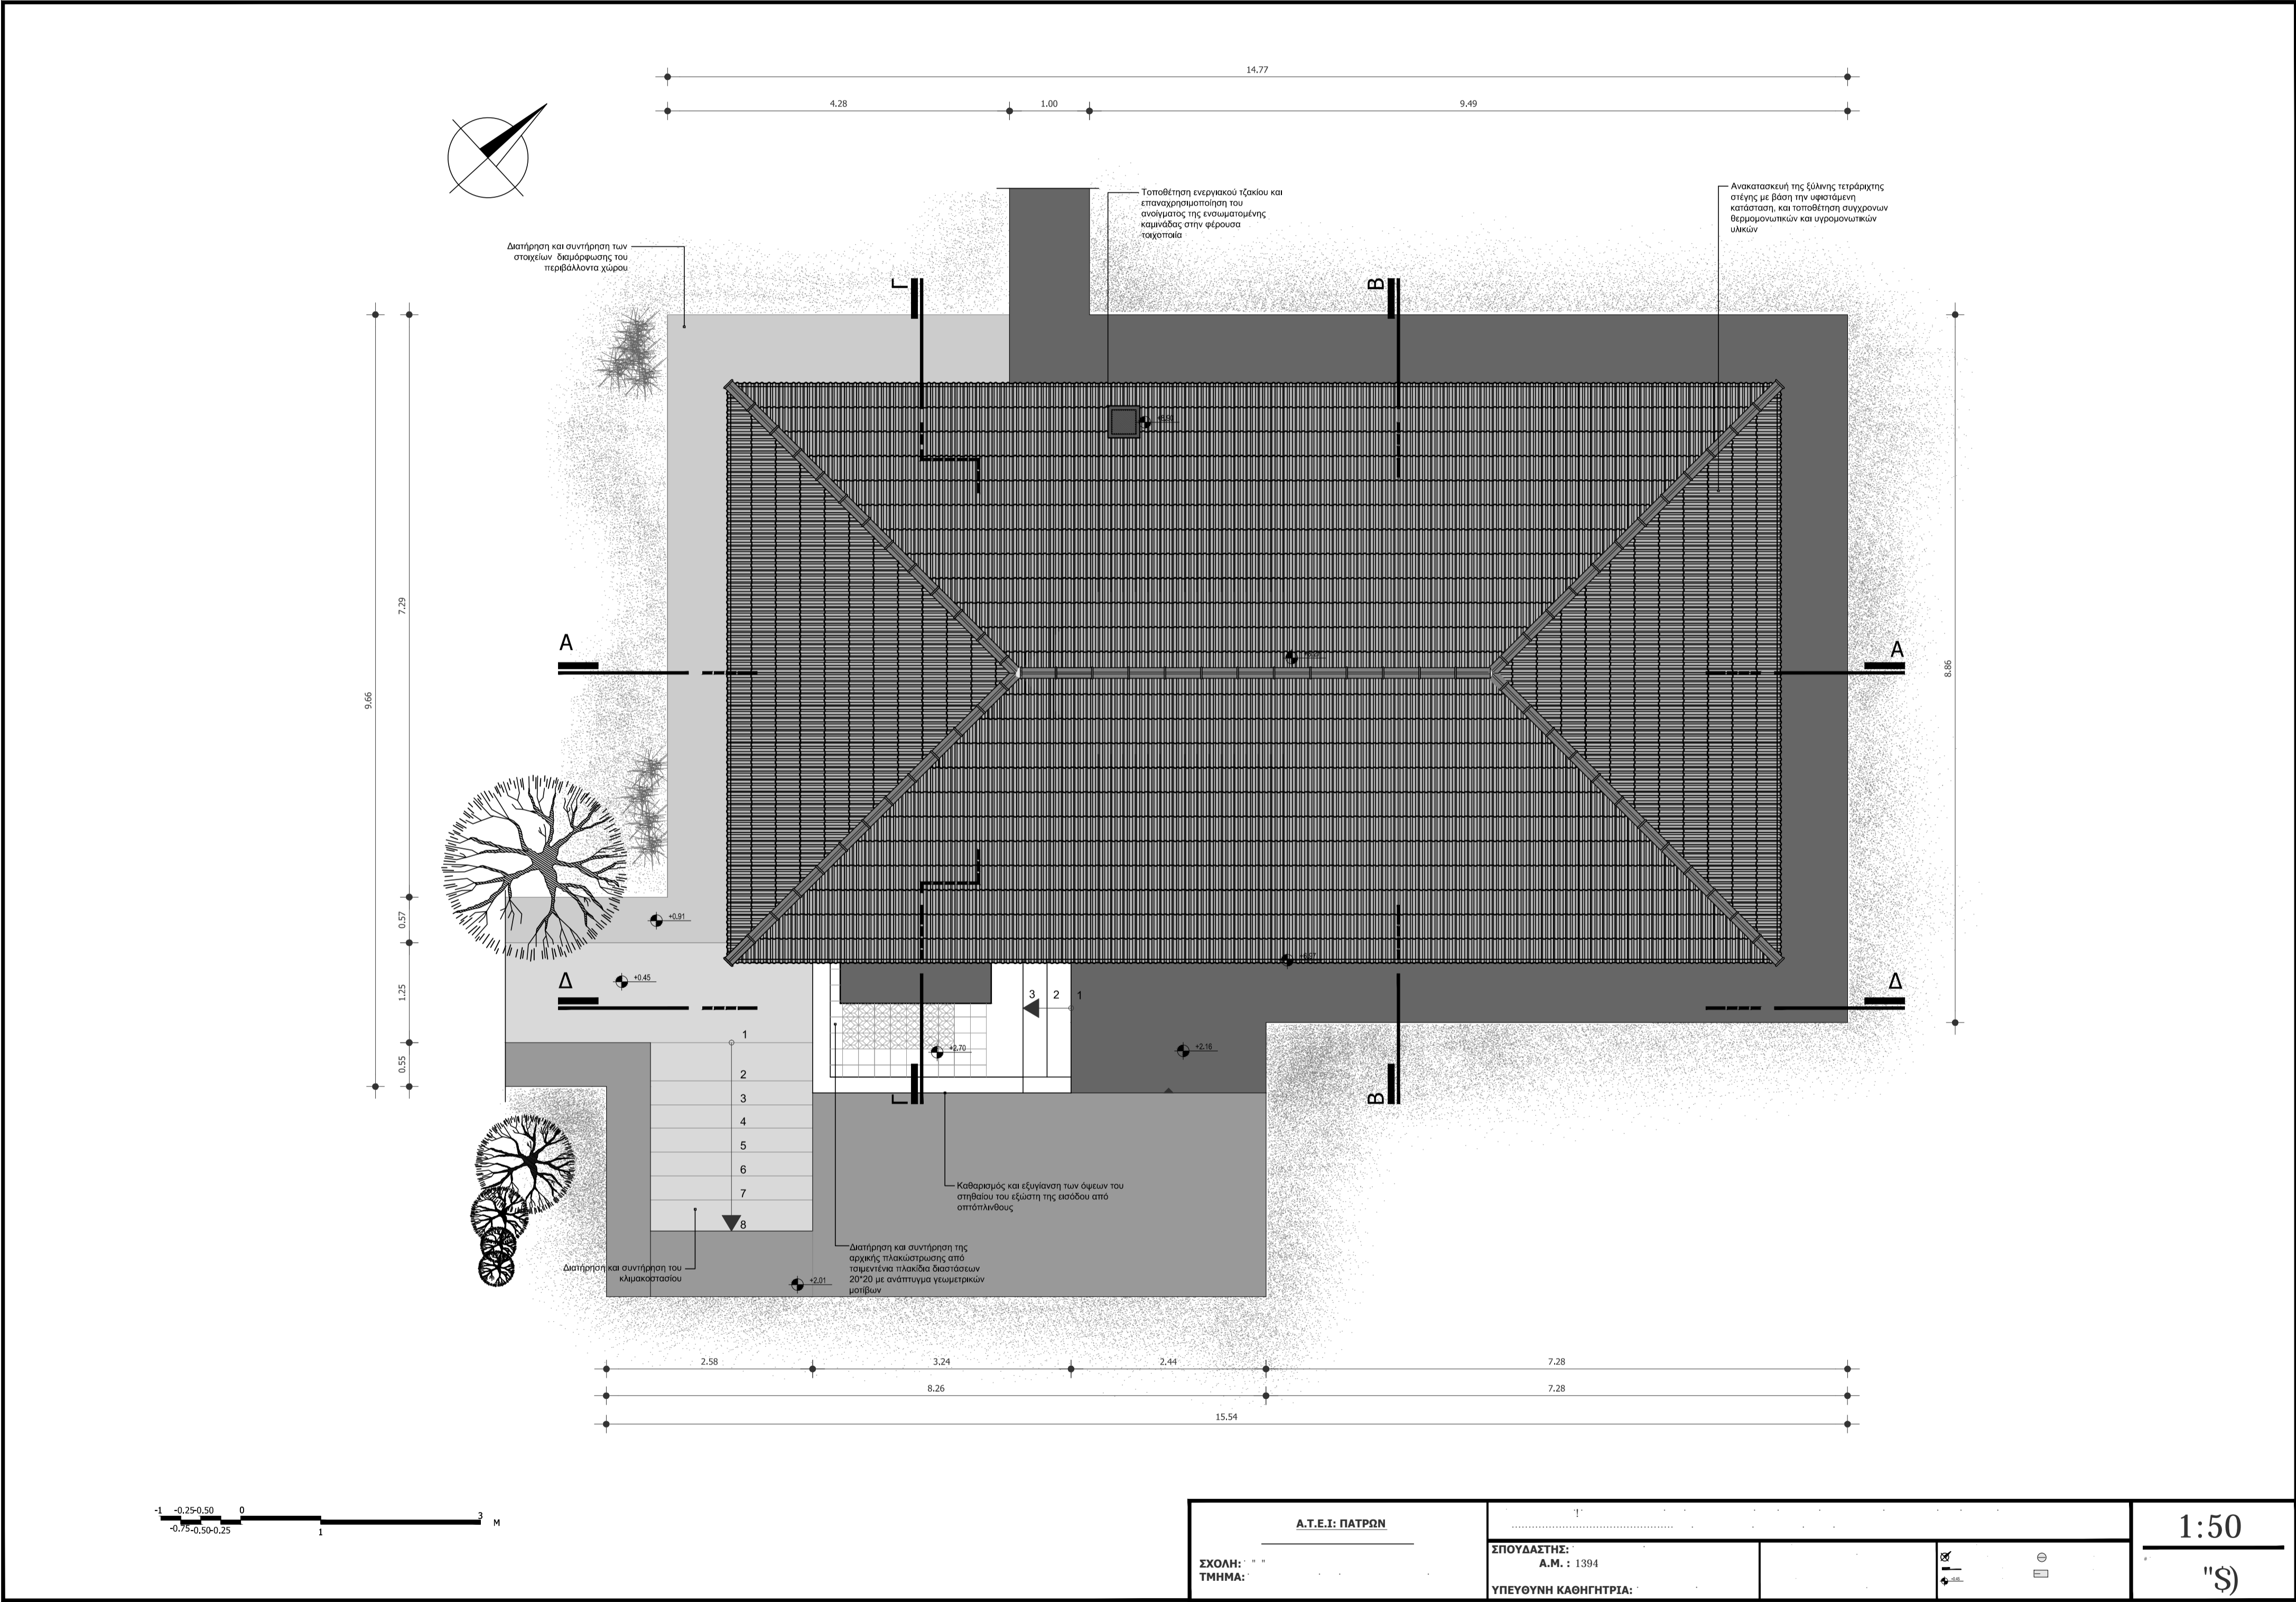 14.77
4.28
1.00
9.49
Τοποθέτηση ενεργιακού τζακίου και
επαναχρησιμοποίηση του
ανοίγματος της ενσωματομένης
καμινάδας στην φέρουσα
τοιχοποιία
Ανακατασκευή της ξύλινης τετράριχτης
στέγης με βάση την υφιστάμενη
κατάσταση, και τοποθέτηση συγχρονων
θερμομονωτικών και υγρομονωτικών
υλικών
Διατήρηση και συντήρηση των
στοιχείων διαμόρφωσης του
περιβάλλοντα χώρου
Γ
Β
7.29
Α
Α
9.66
8.86
0.57
+0.91
1.25
+0.45
Δ
Δ
3 2 1
1
+2.70
+2.16
0.55
2
3
4
5
6
7
8
Γ
Β
Καθαρισμός και εξυγίανση των όψεων του
στηθαίου του εξώστη της εισόδου από
οπτόπλινθους
Διατήρηση και συντήρηση της
αρχικής πλακώστρωσης από
τσιμεντένια πλακίδια διαστάσεων
20*20 με ανάπτυγμα γεωμετρικών
μοτίβων
Διατήρηση και συντήρηση του
κλιμακοστασίου
+2.01
2.58
3.24
2.44
7.28
8.26
7.28
15.54
-1 -0.25-0.50 0 3 M
-0.75-0.50-0.25 1
Α.Τ.Ε.Ι: ΠΑΤΡΩΝ
ΣΧΟΛΗ: " "
ΤΜΗΜΑ:
ΣΠΟΥΔΑΣΤΗΣ:
Α.Μ. : 1394
ΥΠΕΥΘΥΝΗ ΚΑΘΗΓΗΤΡΙΑ:
1:50
"$)